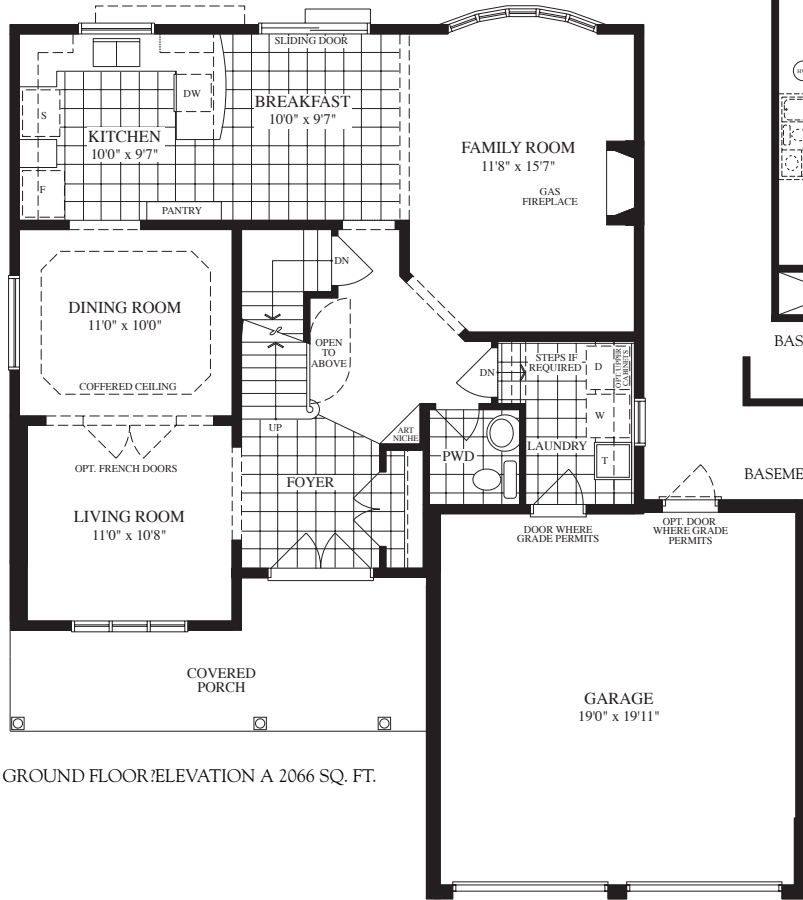 SLIDING DOOR
DW
BREAKFAST
10'0" x 9'7"
S
KITCHEN
10'0" x 9'7"
F
PANTRY
FAMILY ROOM
11'8" x 15'7"
GAS
FIREPLACE
DN
DINING ROOM
11'0" x 10'0"
COFFERED CEILING
OPEN
TO
ABOVE
UP
DN
STEPS IF
REQUIRED
D
OPT. UPPER
CABINETS
W
T
LAUNDRY
ART
NICHE
PWD
OPT. FRENCH DOORS
FOYER
LIVING ROOM
11'0" x 10'8"
DOOR WHERE
GRADE PERMITS
OPT. DOOR
WHERE GRADE
PERMITS
COVERED
PORCH
GARAGE
19'0" x 19'11"
GROUND FLOOR?ELEVATION A 2066 SQ. FT.
BAS
BASEME